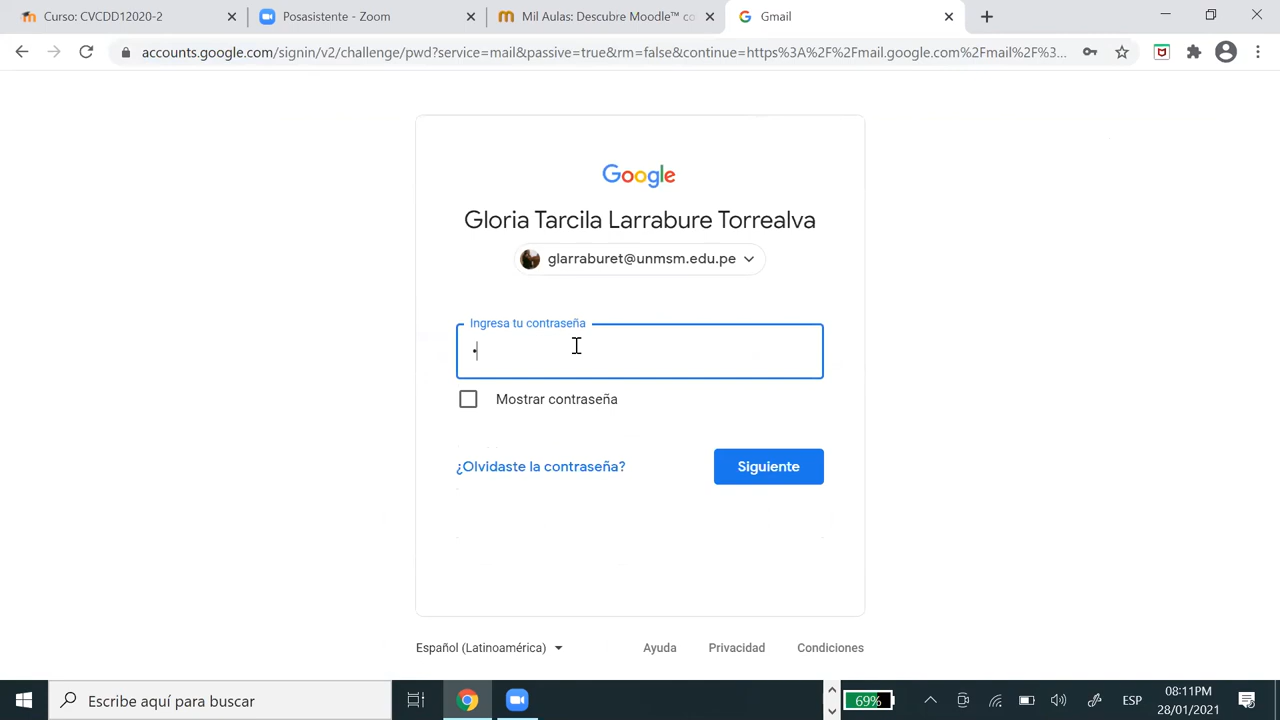 Curso: CVCDD12020-2
Posasistente - Zoom
Mil Aulas: Descubre Moodle™ co
Gmail
accounts.google.com/signin/v2/challenge/pwd?service=mail&passive=true&rm=false&continue=https%3A%2F%2Fmail.google.com%2Fmail%2F%3...
Google
Gloria Tarcila Larrabure Torrealva
glarraburet@unmsm.edu.pe
Ingresa tu contraseña
Mostrar contraseña
¿Olvidaste la contraseña?
Siguiente
Español (Latinoamérica)
Ayuda
Privacidad
Condiciones
Escribe aquí para buscar
69%
ESP
08:11PM
28/01/2021